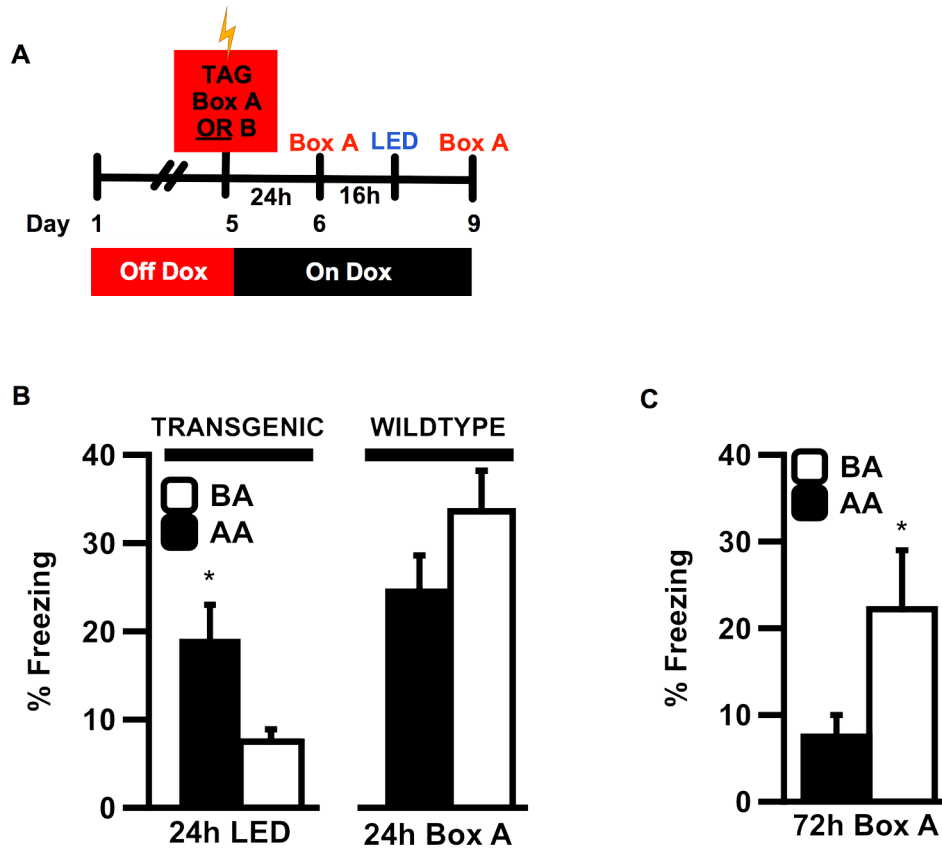 A
TAG
Box A
OR B
Box A LED Box A
24h 16h
Day 1 5 6 9
Off Dox On Dox
B
TRANSGENIC WILDTYPE
% Freezing
40
30
20
10
0
BA
AA
*
24h LED 24h Box A
C
% Freezing
40
30
20
10
0
BA
AA
*
72h Box A